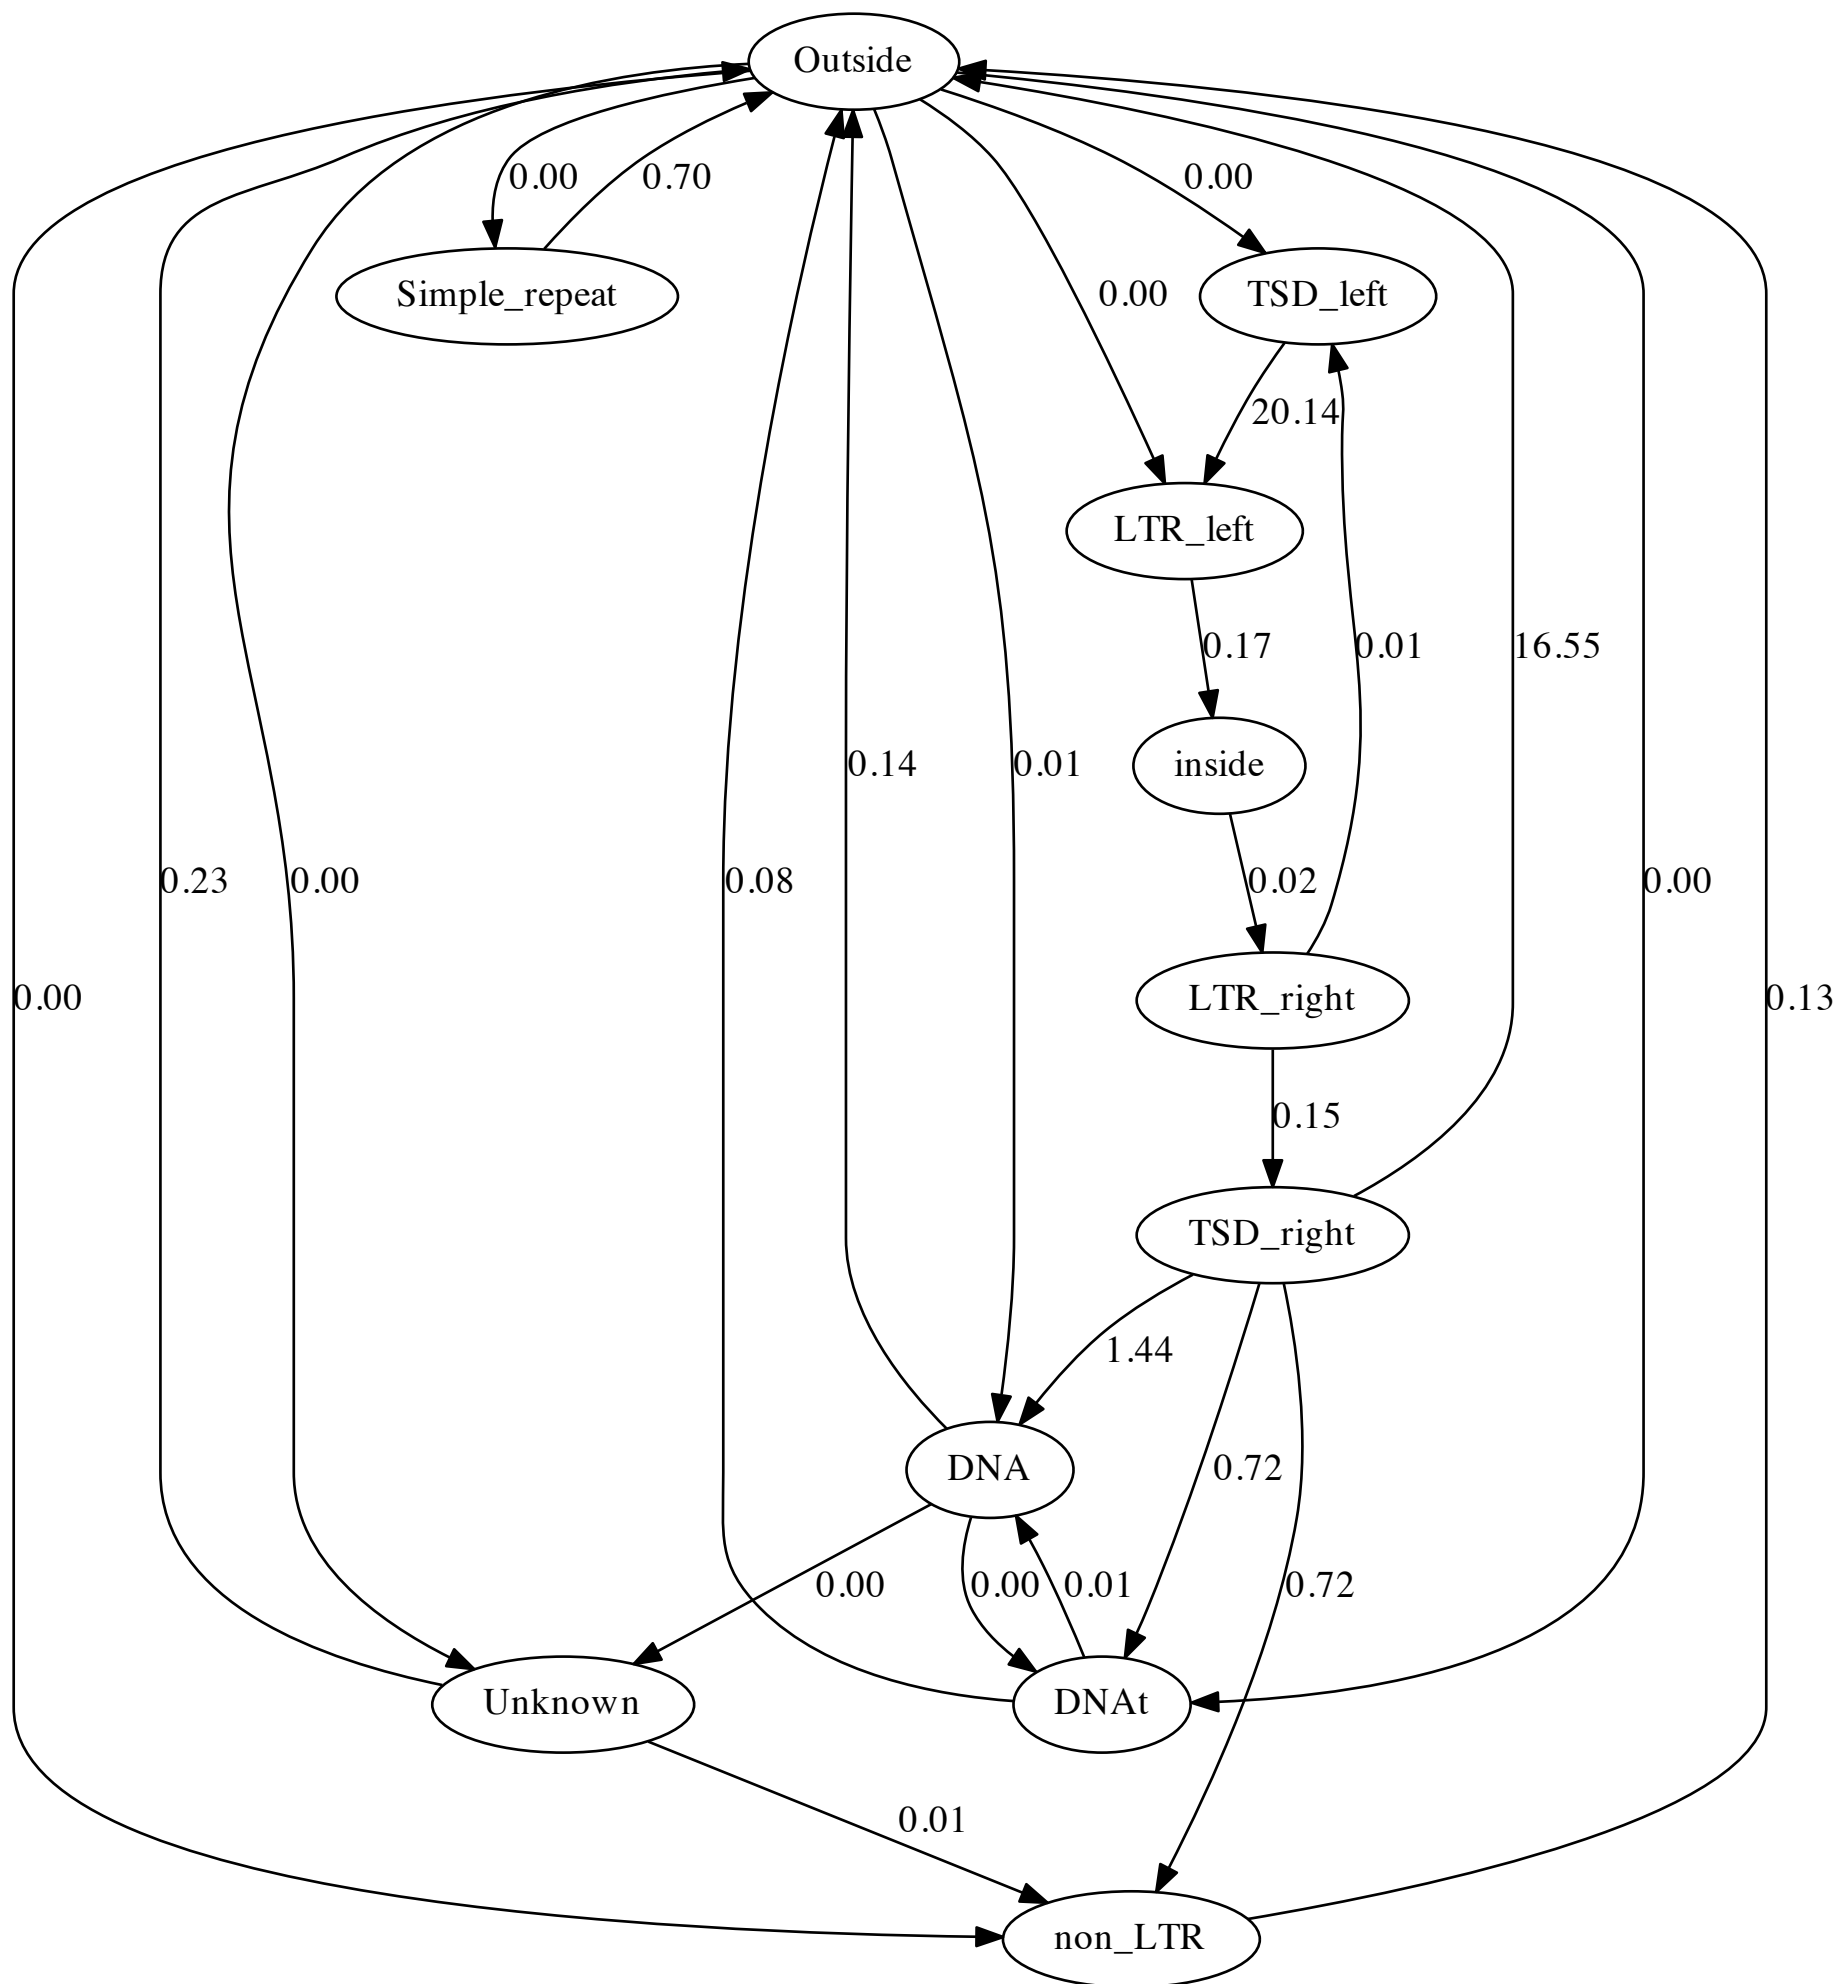 Outside
0.00
0.70
0.00
Simple_repeat
0.00
TSD_left
20.14
LTR_left
0.17
0.01
16.55
0.14
0.01
inside
0.23
0.00
0.08
0.02
0.00
0.00
LTR_right
0.13
0.15
TSD_right
1.44
DNA
0.72
0.00
0.00
0.01
0.72
Unknown
DNAt
0.01
non_LTR